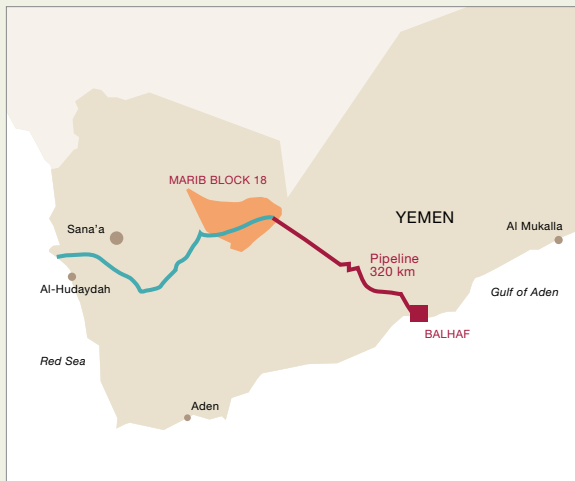 MARIB BLOCK 18
Sana'a
YEMEN
Al Mukalla
Pipeline
320 km
Al-Hudaydah
Gulf of Aden
BALHAF
Red Sea
Aden